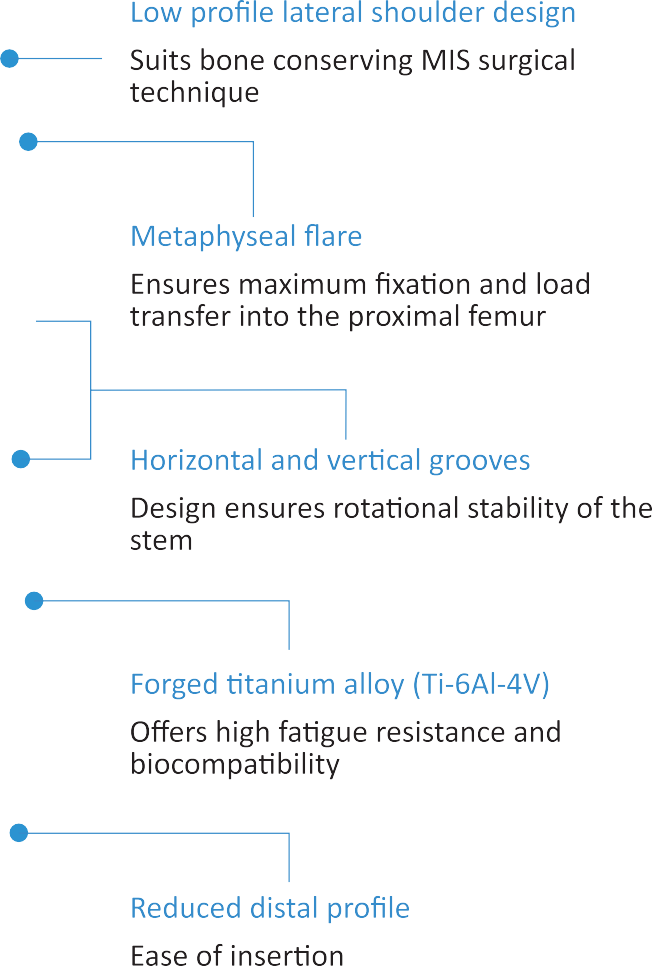 Low profile lateral shoulder design
Suits bone conserving MIS surgical
technique
Metaphyseal flare
Ensures maximum fixation and load
transfer into the proximal femur
Horizontal and vertical grooves
Design ensures rotational stability of the
stem
Forged titanium alloy (Ti-6Al-4V)
Offers high fatigue resistance and
biocompatibility
Reduced distal profile
Ease of insertion